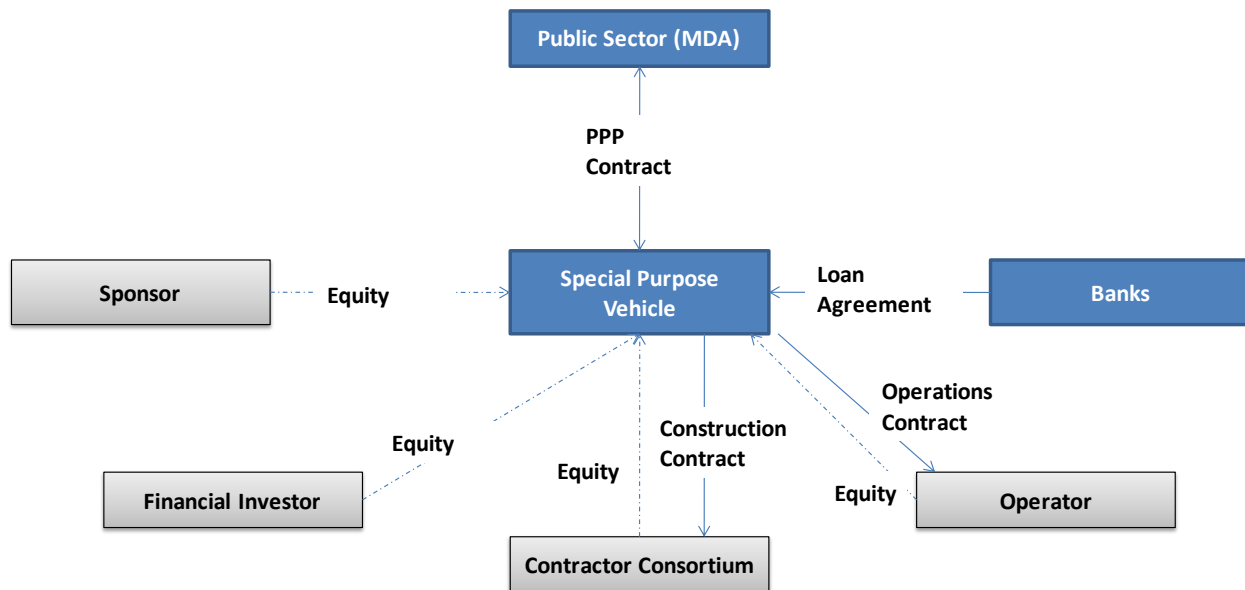 Public Sector (MDA)
PPP
Contract
Sponsor
Equity
Special Purpose
Vehicle
Loan
Agreement
Banks
Operations
Contract
Equity
Construction
Contract
Equity
Equity
Financial Investor
Operator
Contractor Consortium